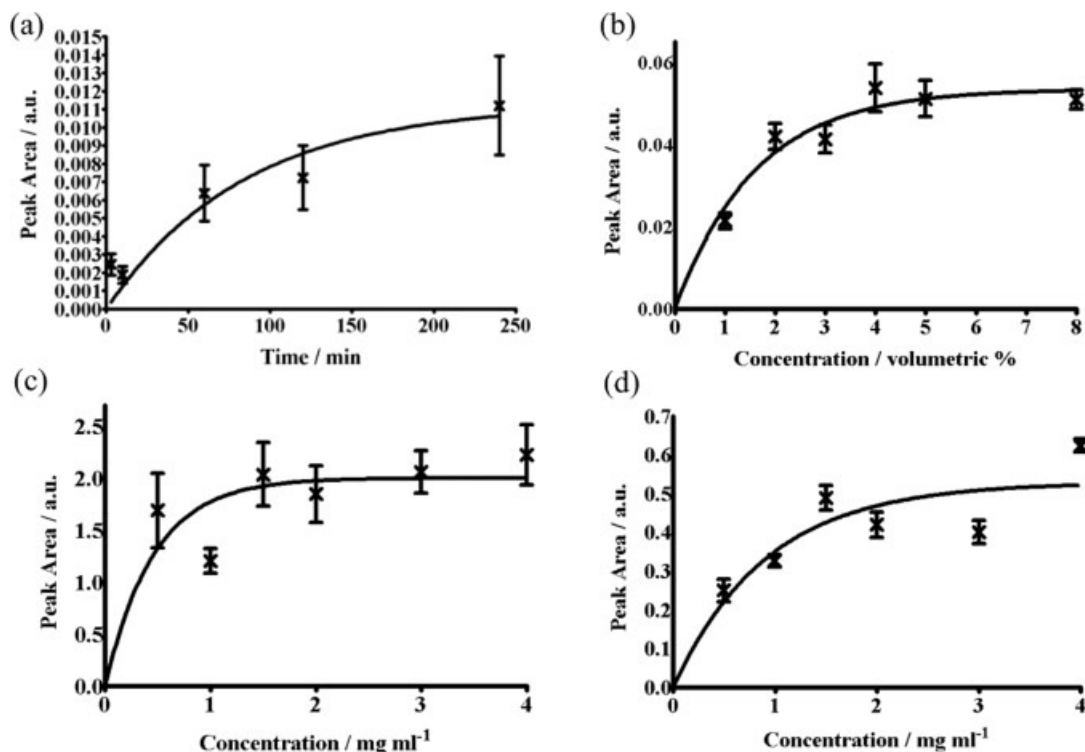 (a)
0.015
0.014
0.013
0.012
0.011
0.010
0.009
0.008
0.007
0.006
0.005
0.004
0.003
0.002
0.001
0.000
Peak Area / a.u.
0 50 100 150 200 250
Time / min
(b)
0.06
0.04
0.02
0.00
Peak Area / a.u.
0 1 2 3 4 5 6 7 8
Concentration / volumetric %
(c)
2.5
2.0
1.5
1.0
0.5
0.0
Peak Area / a.u.
0 1 2 3 4
Concentration / mg ml⁻¹
(d)
0.7
0.6
0.5
0.4
0.3
0.2
0.1
0.0
Peak Area / a.u.
0 1 2 3 4
Concentration / mg ml⁻¹